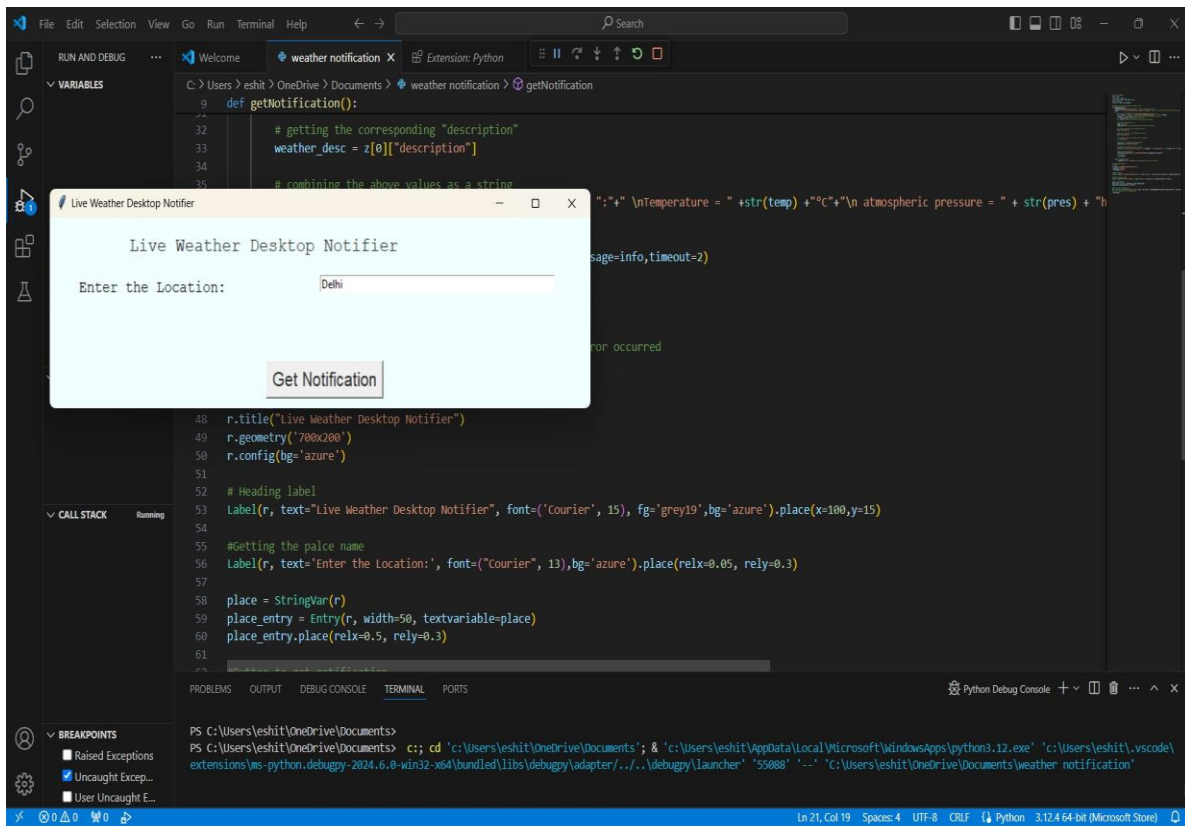 File Edit Selection View Go Run Terminal Help
Search
RUN AND DEBUG
Welcome
weather notification
Extension: Python
VARIABLES
C: > Users > eshit > OneDrive > Documents > weather notification > getNotification
9 def getNotification():
32 # getting the corresponding "description"
33 weather_desc = z[0]["description"]
34
35 # combining the above values as a string
":"+" \nTemperature = " +str(temp) +"°C"+"\n atmospheric pressure = " + str(pres) + "h
sage=info,timeout=2)
ror occurred
Live Weather Desktop Notifier
Live Weather Desktop Notifier
Enter the Location:
Delhi
Get Notification
48 r.title("Live Weather Desktop Notifier")
49 r.geometry('700x200')
50 r.config(bg='azure')
51
52 # Heading label
53 Label(r, text="Live Weather Desktop Notifier", font=('Courier', 15), fg='grey19',bg='azure').place(x=100,y=15)
54
55 #Getting the palce name
56 Label(r, text='Enter the Location:', font=("Courier", 13),bg='azure').place(relx=0.05, rely=0.3)
57
58 place = StringVar(r)
59 place_entry = Entry(r, width=50, textvariable=place)
60 place_entry.place(relx=0.5, rely=0.3)
61
CALL STACK Running
PROBLEMS OUTPUT DEBUG CONSOLE TERMINAL PORTS
Python Debug Console
PS C:\Users\eshit\OneDrive\Documents>
PS C:\Users\eshit\OneDrive\Documents> c:; cd 'c:\Users\eshit\OneDrive\Documents'; & 'c:\Users\eshit\AppData\Local\Microsoft\WindowsApps\python3.12.exe' 'c:\Users\eshit\.vscode\
extensions\ms-python.debugpy-2024.6.0-win32-x64\bundled\libs\debugpy\adapter/../..\debugpy\launcher' '55088' '--' 'C:\Users\eshit\OneDrive\Documents\weather notification'
BREAKPOINTS
Raised Exceptions
Uncaught Excep...
User Uncaught E...
0 0 0
Ln 21, Col 19 Spaces: 4 UTF-8 CRLF Python 3.12.4 64-bit (Microsoft Store)